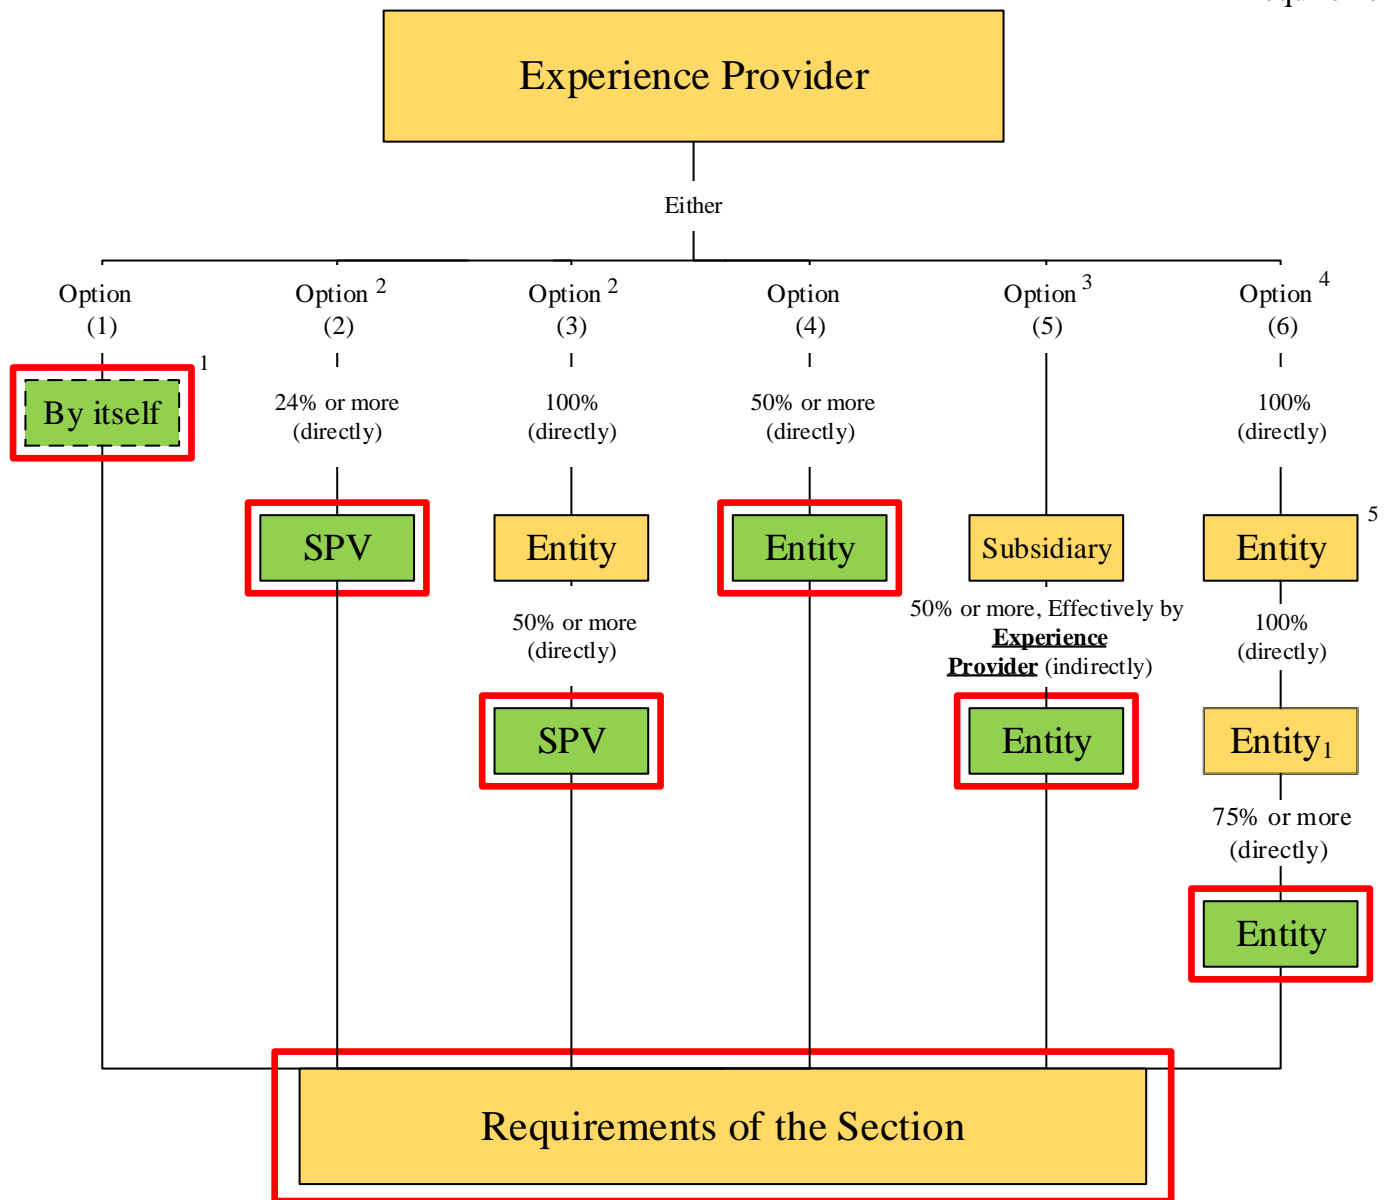 Experience Provider
Either
Option
(1)
Option 2
(2)
Option 2
(3)
Option
(4)
Option 3
(5)
Option 4
(6)
1
By itself
24% or more
(directly)
100%
(directly)
50% or more
(directly)
100%
(directly)
SPV
Entity
Entity
Subsidiary
Entity
5
50% or more
(directly)
50% or more, Effectively by
Experience
Provider (indirectly)
100%
(directly)
SPV
Entity
Entity1
75% or more
(directly)
Entity
Requirements of the Section